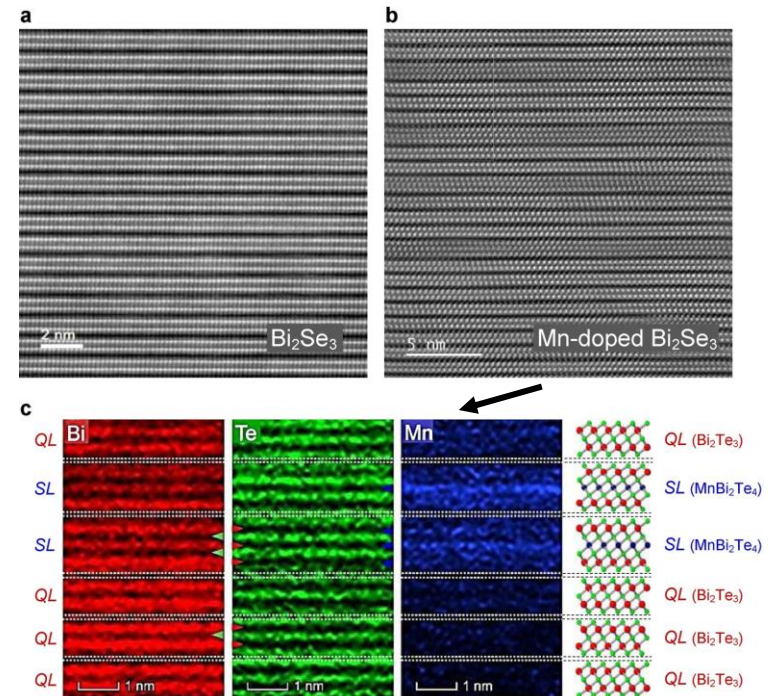 a
b
2 nm
Bi₂Se₃
5 nm
Mn-doped Bi₂Se₃
c
Bi
Te
Mn
QL
QL (Bi₂Te₃)
SL
SL (MnBi₂Te₄)
SL
SL (MnBi₂Te₄)
QL
QL (Bi₂Te₃)
QL
QL (Bi₂Te₃)
QL
1 nm
1 nm
1 nm
QL (Bi₂Te₃)